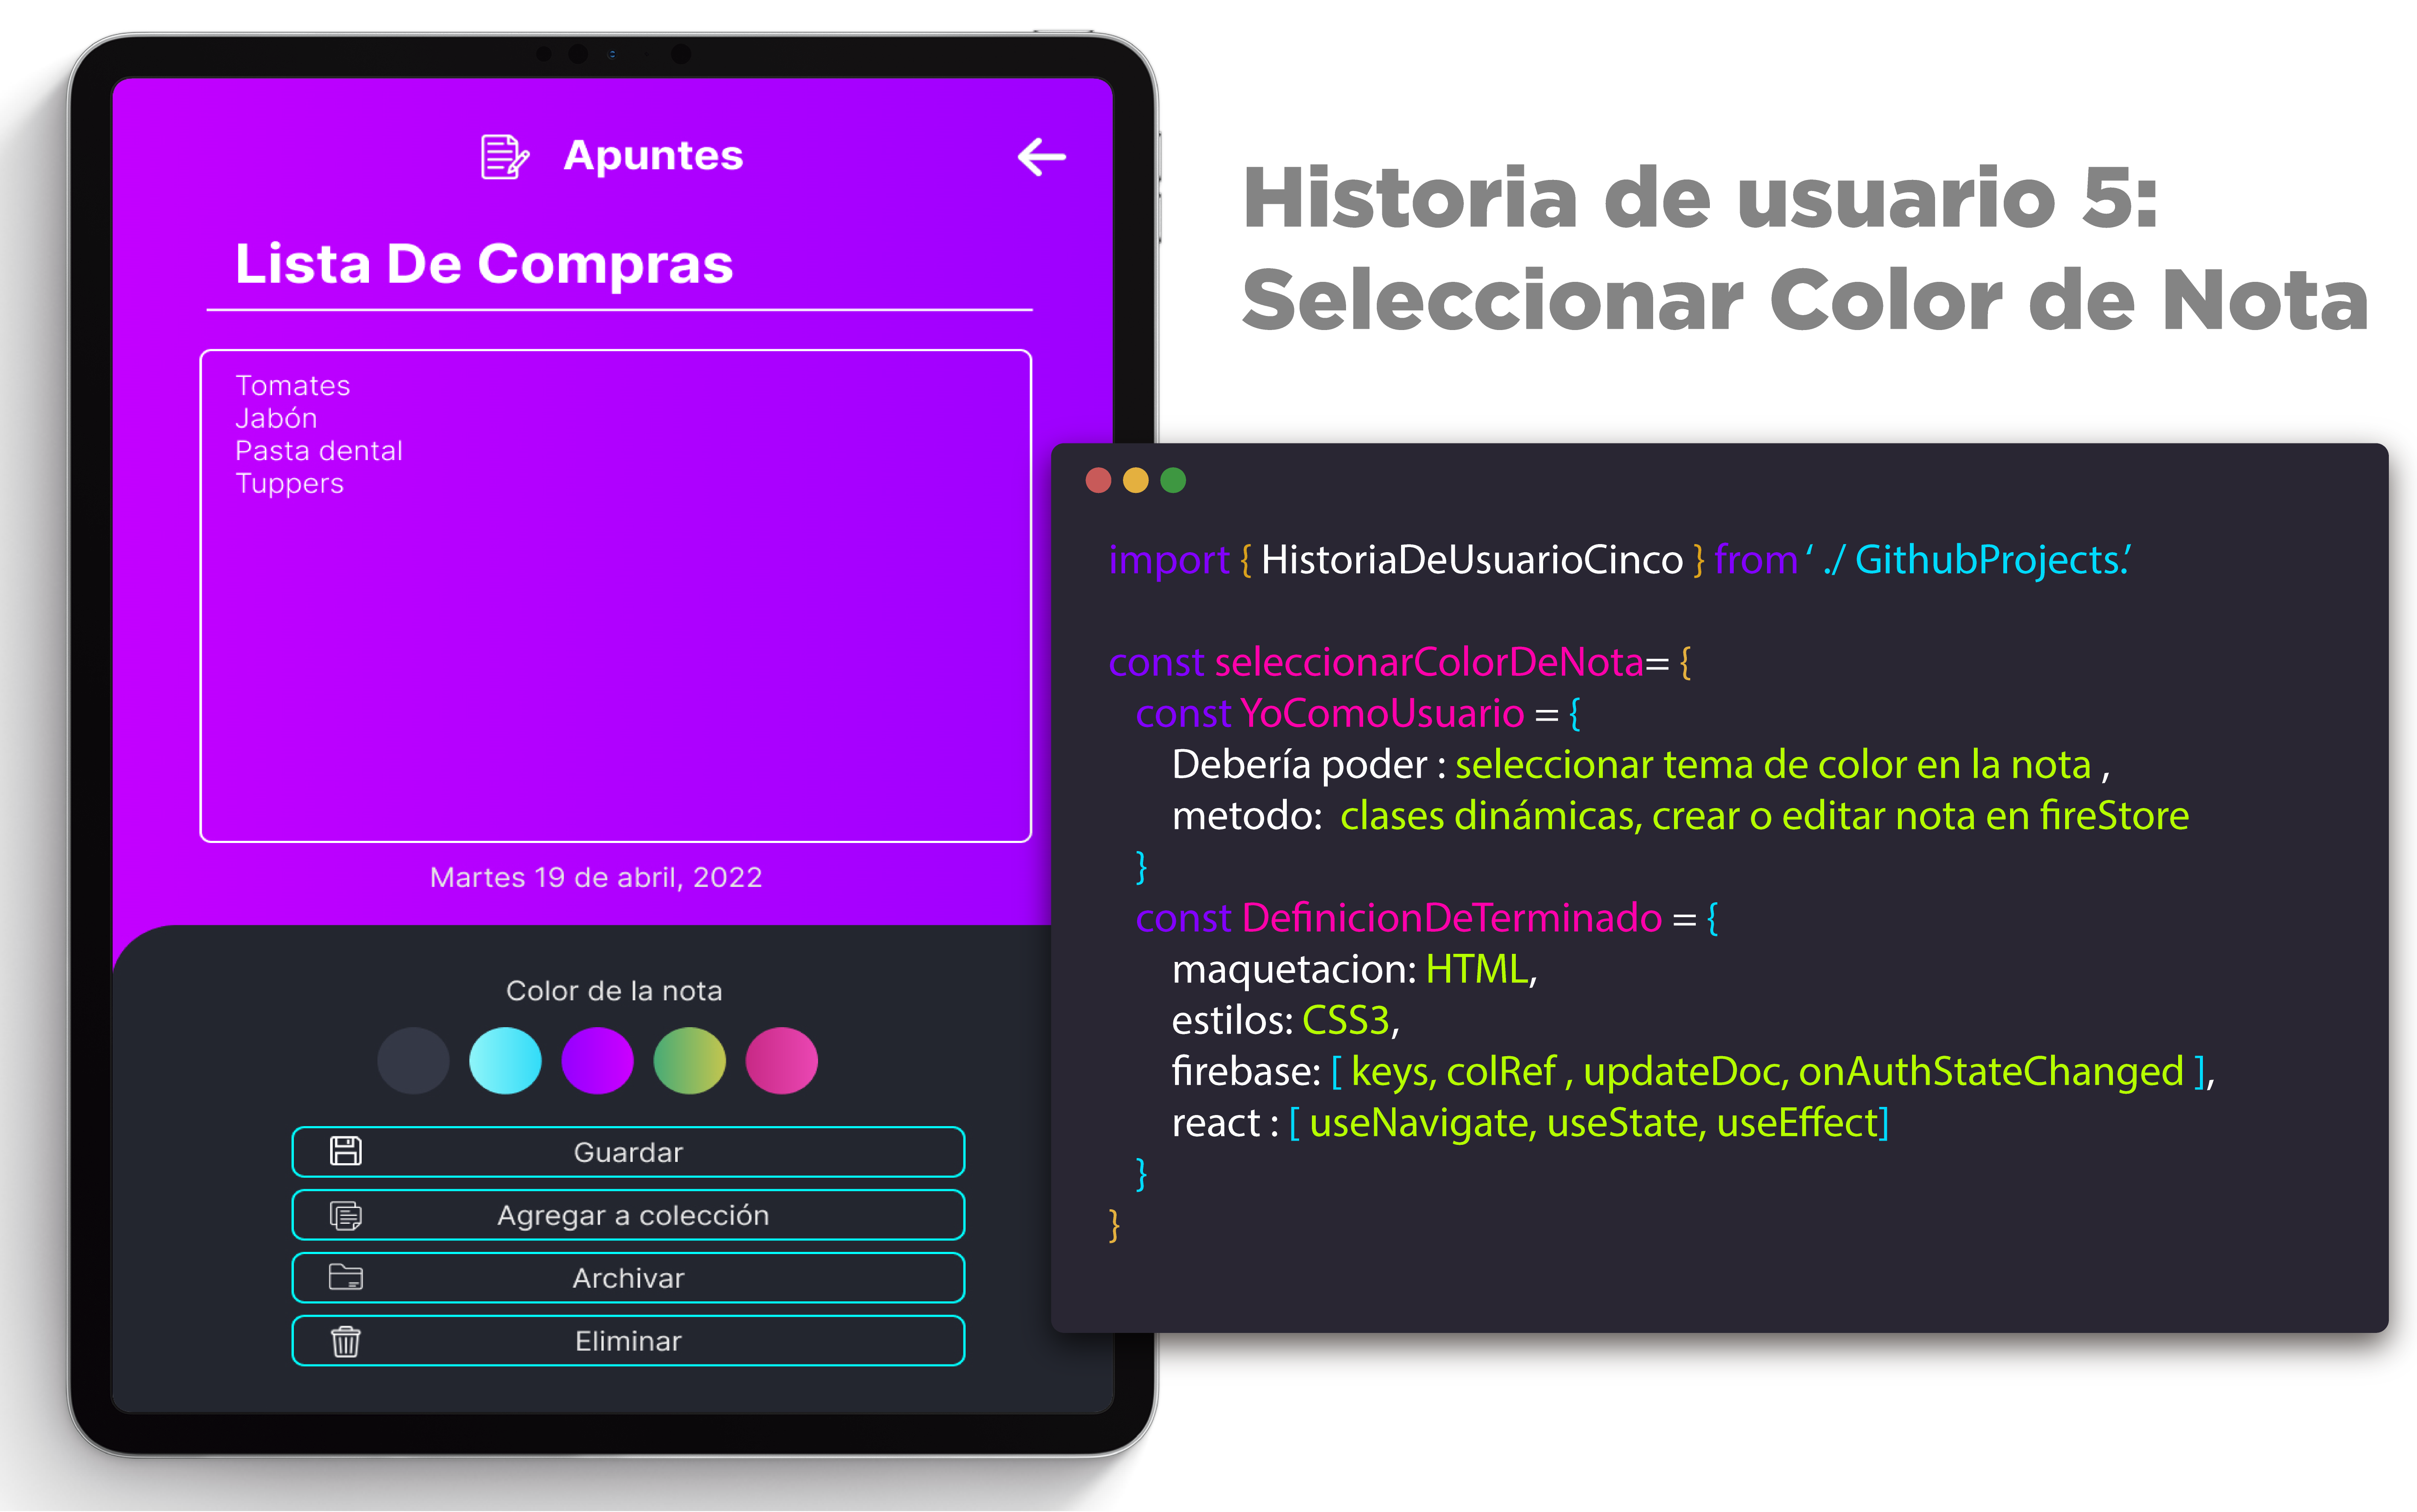 Apuntes
Lista De Compras
Tomates
Jabón
Pasta dental
Tuppers
Martes 19 de abril, 2022
Color de la nota
Guardar
Agregar a colección
Archivar
Eliminar
Historia de usuario 5:
Seleccionar Color de Nota
import { HistoriaDeUsuarioCinco } from ‘ ./ GithubProjects.’
const seleccionarColorDeNota= {
const YoComoUsuario = {
Debería poder : seleccionar tema de color en la nota ,
metodo: clases dinámicas, crear o editar nota en fireStore
}
const DefinicionDeTerminado = {
maquetacion: HTML,
estilos: CSS3,
firebase: [ keys, colRef , updateDoc, onAuthStateChanged ],
react : [ useNavigate, useState, useEffect]
}
}